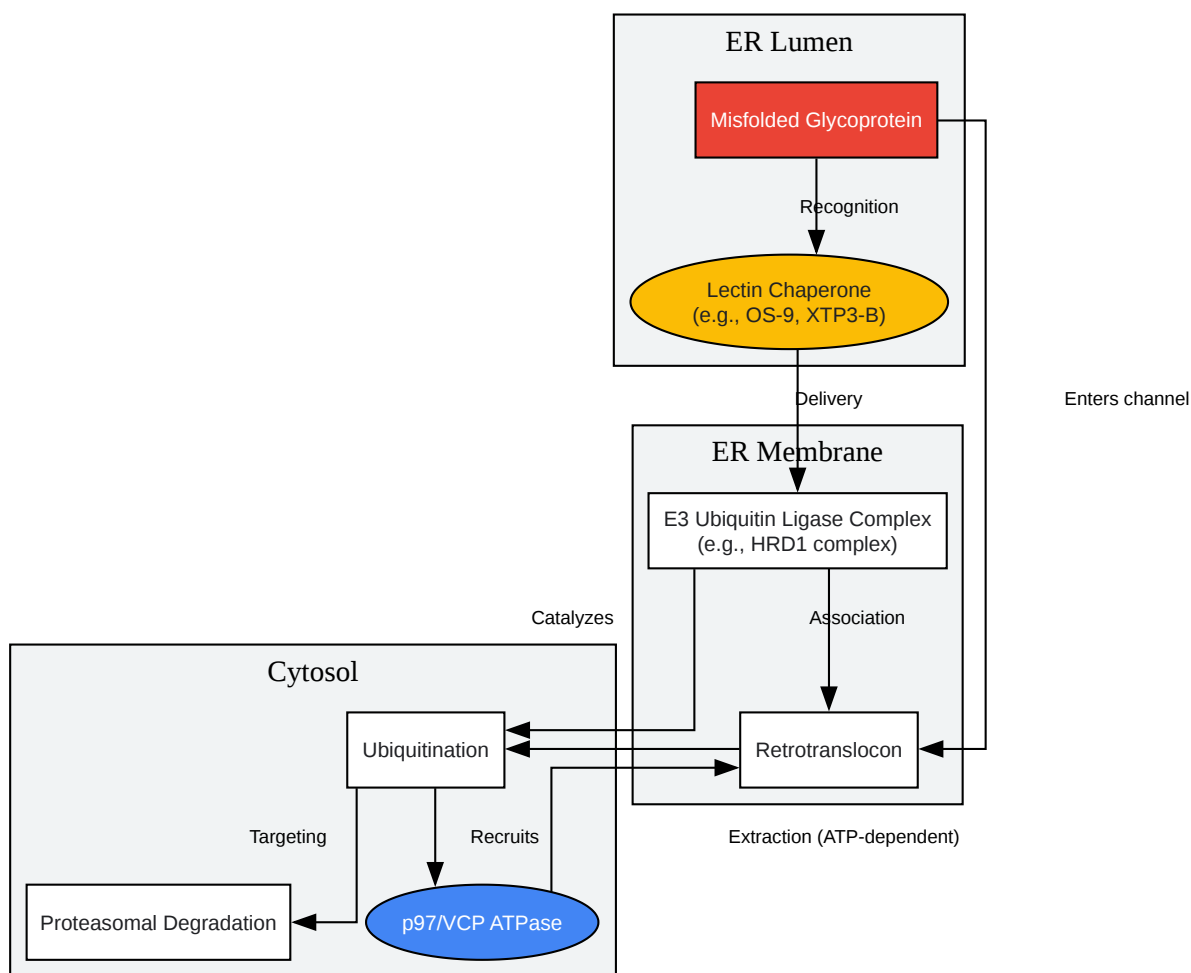 ER Lumen
Misfolded Glycoprotein
Recognition
Lectin Chaperone
(e.g., OS-9, XTP3-B)
Delivery
Enters channel
ER Membrane
E3 Ubiquitin Ligase Complex
(e.g., HRD1 complex)
Catalyzes
Association
Cytosol
Ubiquitination
Retrotranslocon
Targeting
Recruits
Extraction (ATP-dependent)
Proteasomal Degradation
p97/VCP ATPase